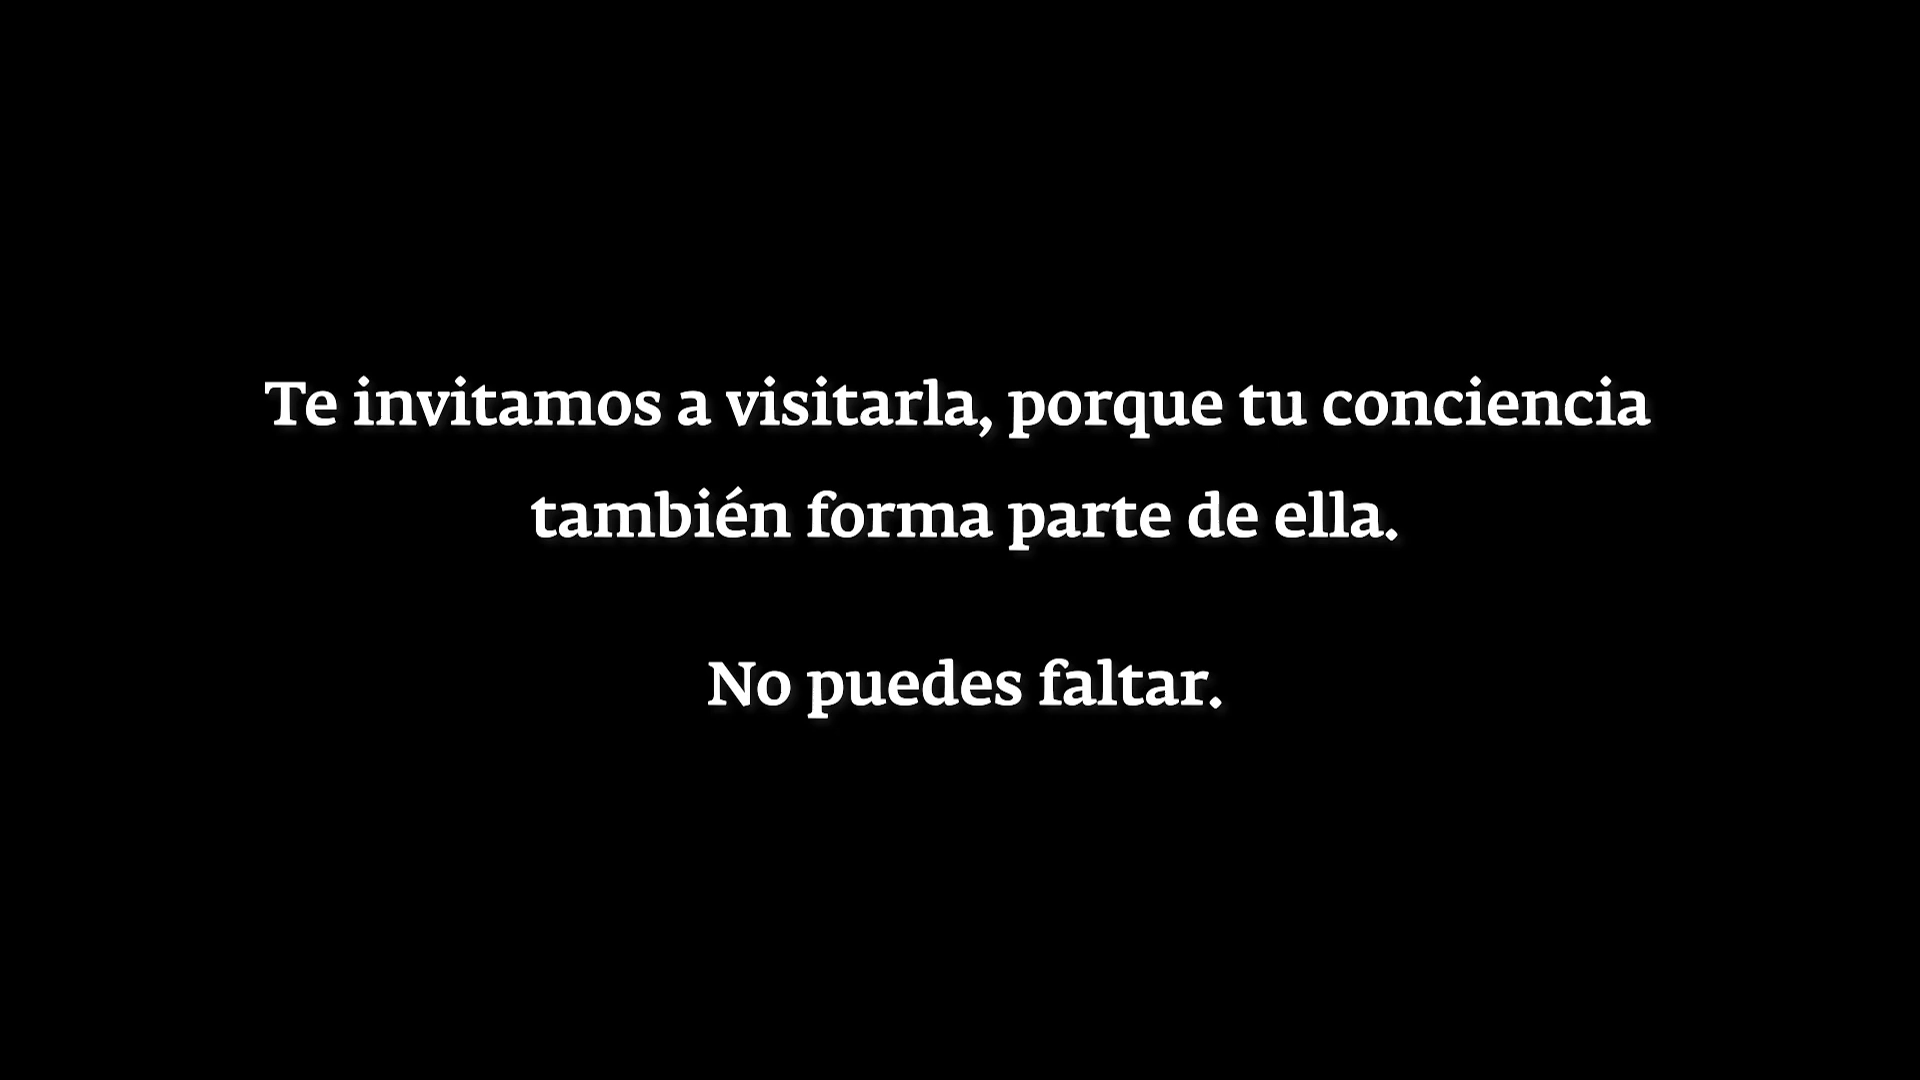 Te invitamos a visitarla, porque tu conciencia
también forma parte de ella.
No puedes faltar.